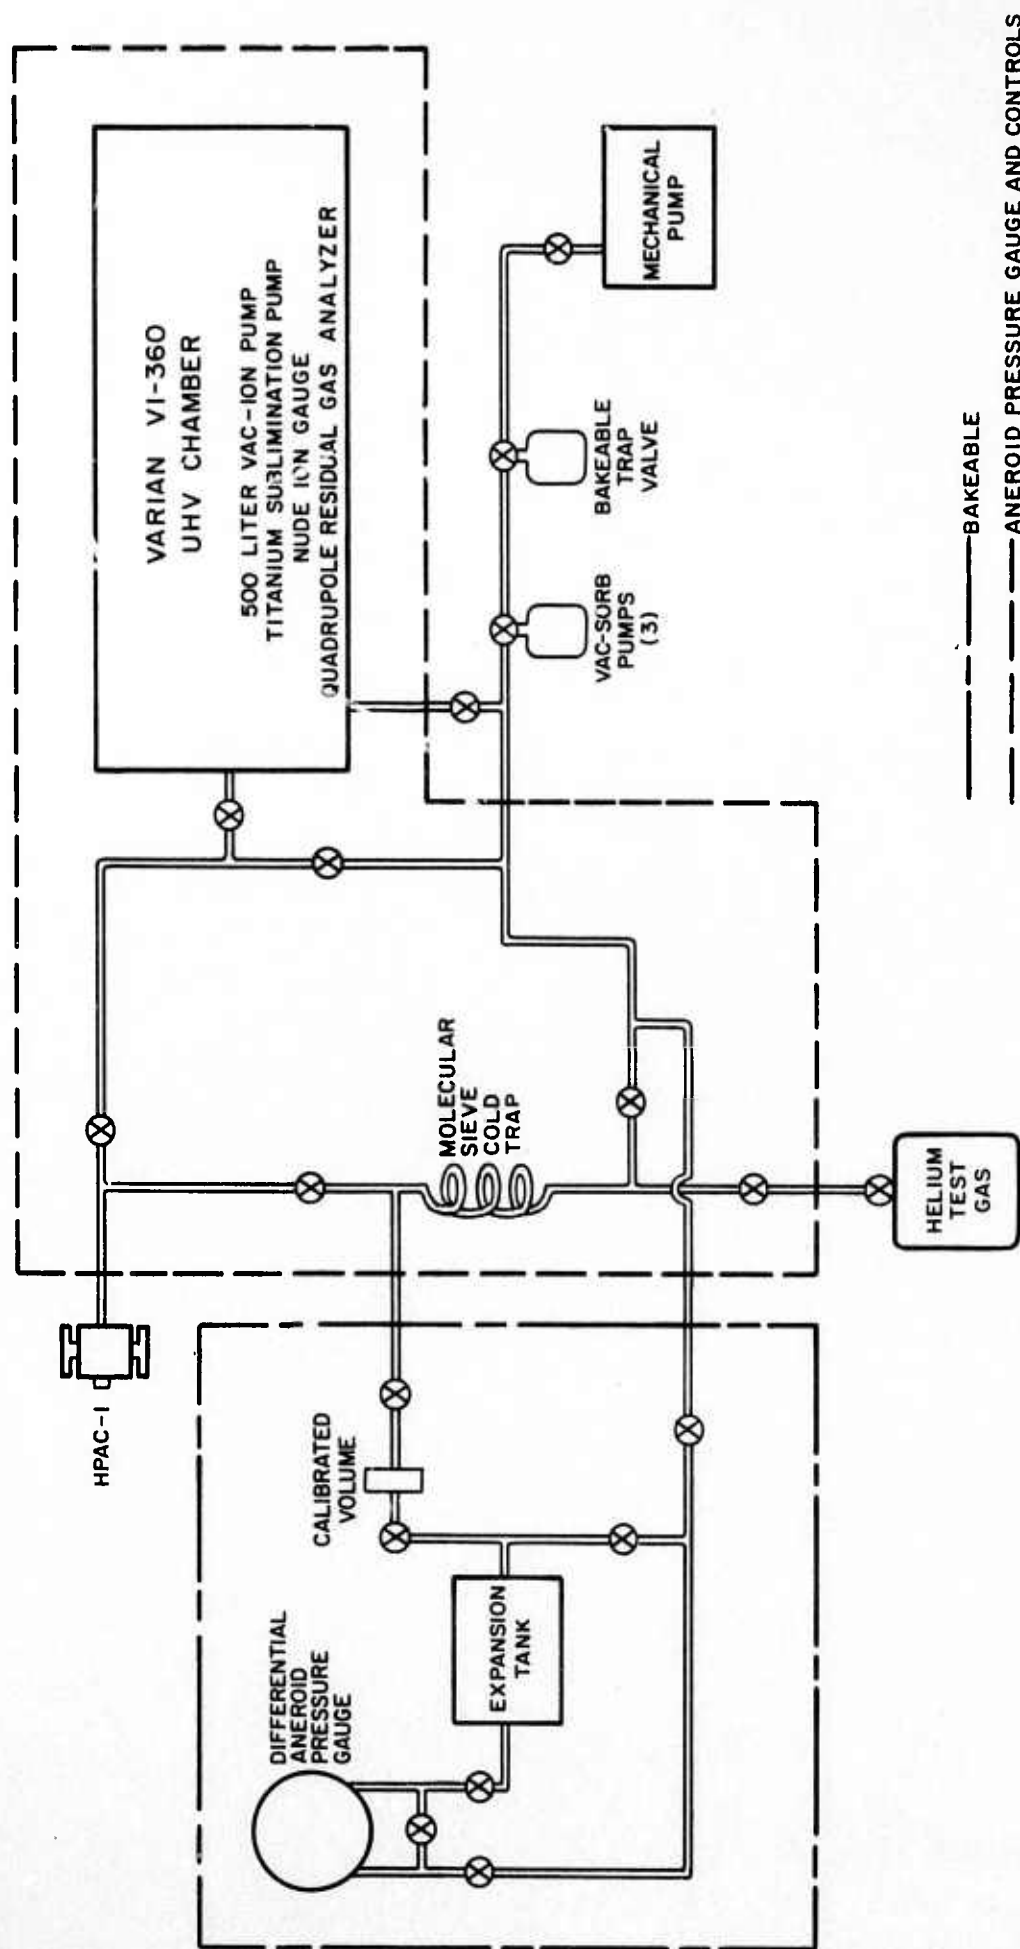 HPAC-1
DIFFERENTIAL
ANEROID
PRESSURE
GAUGE
CALIBRATED
VOLUME
EXPANSION
TANK
MOLECULAR
SIEVE
COLD
TRAP
HELIUM
TEST
GAS
VARIAN VI-360
UHV CHAMBER
500 LITER VAC-ION PUMP
TITANIUM SUBLIMINATION PUMP
NUDE ION GAUGE
QUADRUPOLE RESIDUAL GAS ANALYZER
VAC-SORB
PUMPS
(3)
BAKEABLE
TRAP
VALVE
MECHANICAL
PUMP
BAKEABLE
ANEROID PRESSURE GAUGE AND CONTROLS